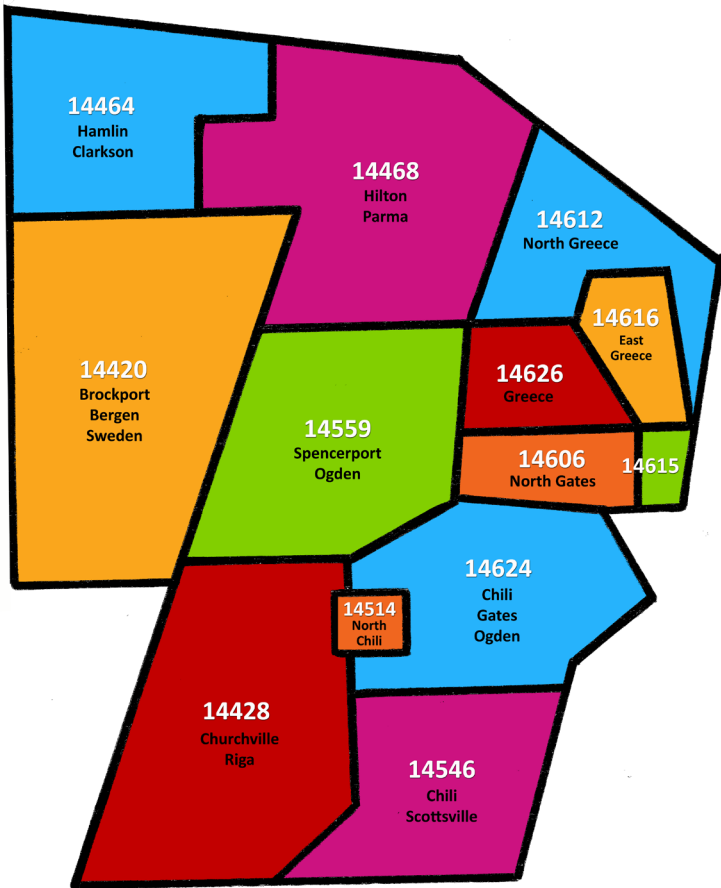 14464
Hamlin
Clarkson
14468
Hilton
Parma
14612
North Greece
14616
East
Greece
14420
Brockport
Bergen
Sweden
14626
Greece
14559
Spencerport
Ogden
14606
North Gates
14615
14624
Chili
Gates
Ogden
14514
North
Chili
14428
Churchville
Riga
14546
Chili
Scottsville